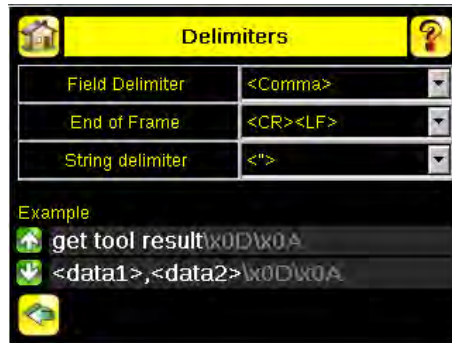 Delimiters
Field Delimiter <Comma>
End of Frame <CR><LF>
String delimiter <">
Example
get tool result\x0D\x0A
<data1>,<data2>\x0D\x0A